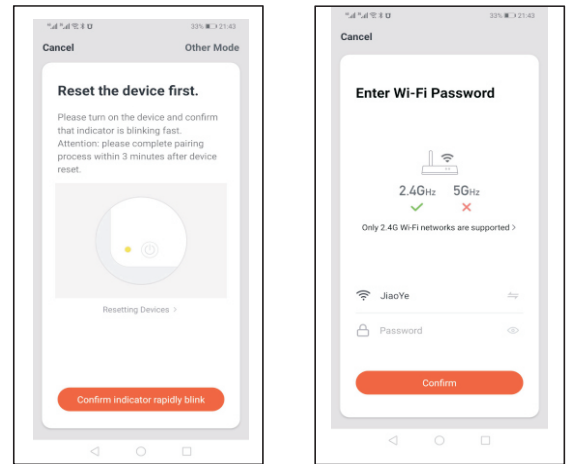 33% 21:43
Cancel
Other Mode
Reset the device first.
Please turn on the device and confirm
that indicator is blinking fast.
Attention: please complete pairing
process within 3 minutes after device
reset.
Resetting Devices >
Confirm indicator rapidly blink
33% 21:43
Cancel
Enter Wi-Fi Password
2.4GHz 5GHz
Only 2.4G Wi-Fi networks are supported >
JiaoYe
Password
Confirm